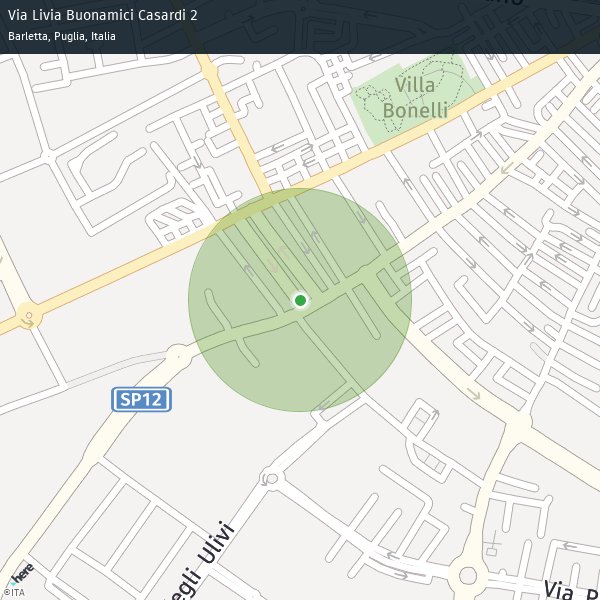 Via Livia Buonamici Casardi 2
Barletta, Puglia, Italia
Villa
Bonelli
SP12
egli Ulivi
Via R
here
©ITA